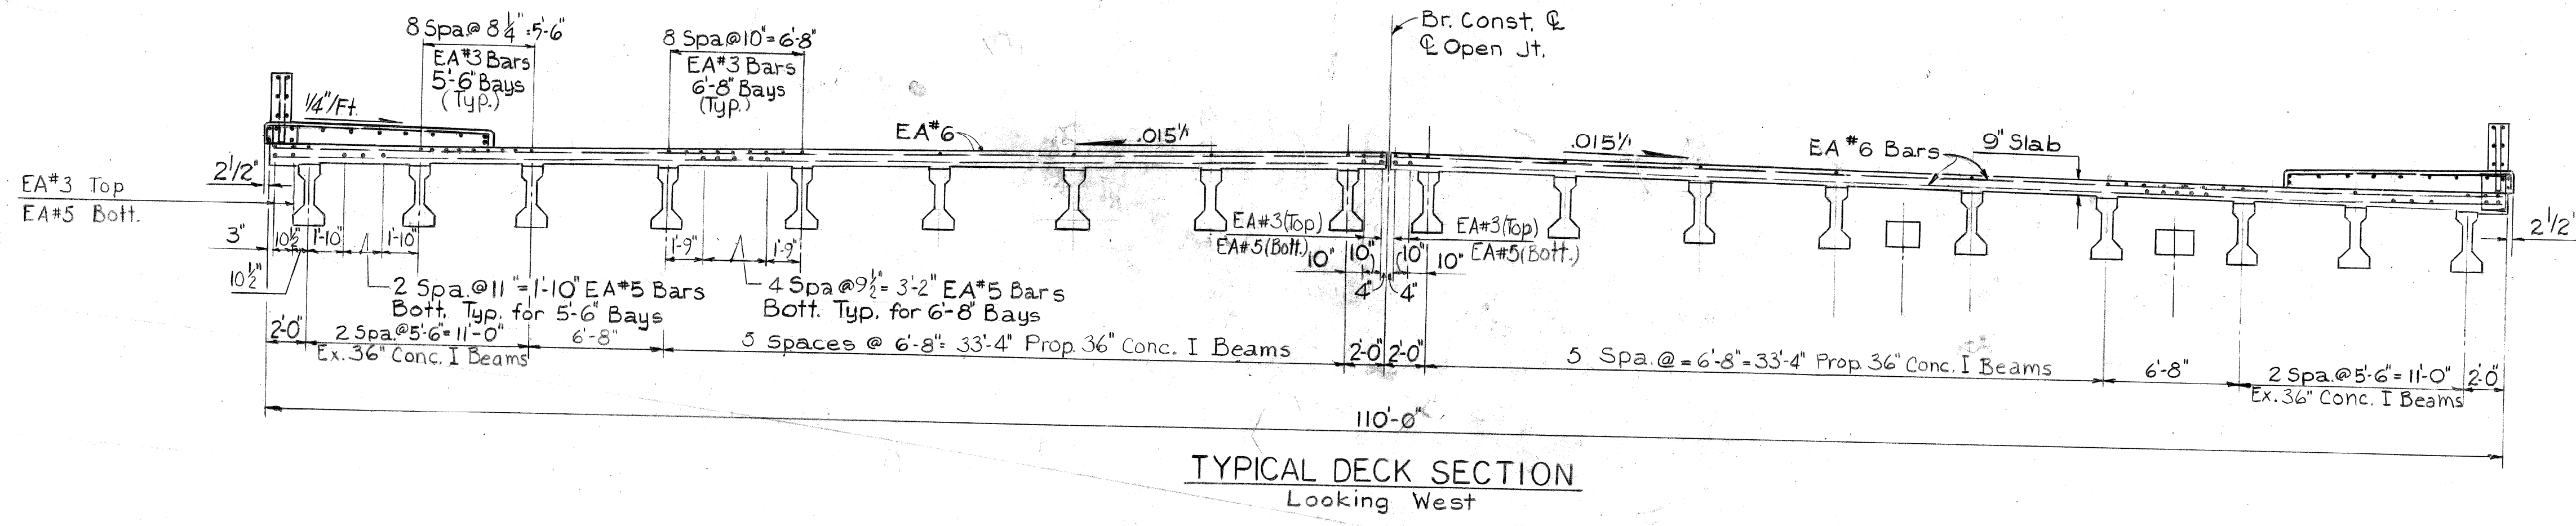 8 Spa.@ 8 1/4"=5'-6"
EA#3 Bars
5'-6" Bays
(Typ.)
8 Spa.@10"=6'-8"
EA#3 Bars
6'-8" Bays
(Typ.)
Br. Const. ℄
℄ Open Jt.
1/4"/Ft.
EA#6
.015 1/1
.015 1/1
EA #6 Bars
9" Slab
2 1/2"
EA#3 Top
EA#5 Bott.
3"
10 1/2"
1'-10"
1'-10"
10 1/2"
1'-9"
1'-9"
EA#3(Top)
EA#5(Bott.)
10"
10"
4"
EA#3(Top)
EA#5(Bott.)
10"
10"
4"
2 1/2"
2 Spa.@11"=1'-10" EA#5 Bars
Bott. Typ. for 5'-6" Bays
4 Spa@9 1/2"= 3'-2" EA#5 Bars
Bott. Typ. for 6'-8" Bays
2'-0"
2 Spa.@5'-6"=11'-0"
Ex.36" Conc. I Beams
6'-8"
5 Spaces @ 6'-8"= 33'-4" Prop. 36" Conc. I Beams
2'-0"
2'-0"
5 Spa.@=6'-8"=33'-4" Prop. 36" Conc. I Beams
6'-8"
2 Spa.@5'-6"=11'-0"
Ex.36" Conc. I Beams
2'-0"
110'-0"
TYPICAL DECK SECTION
Looking West